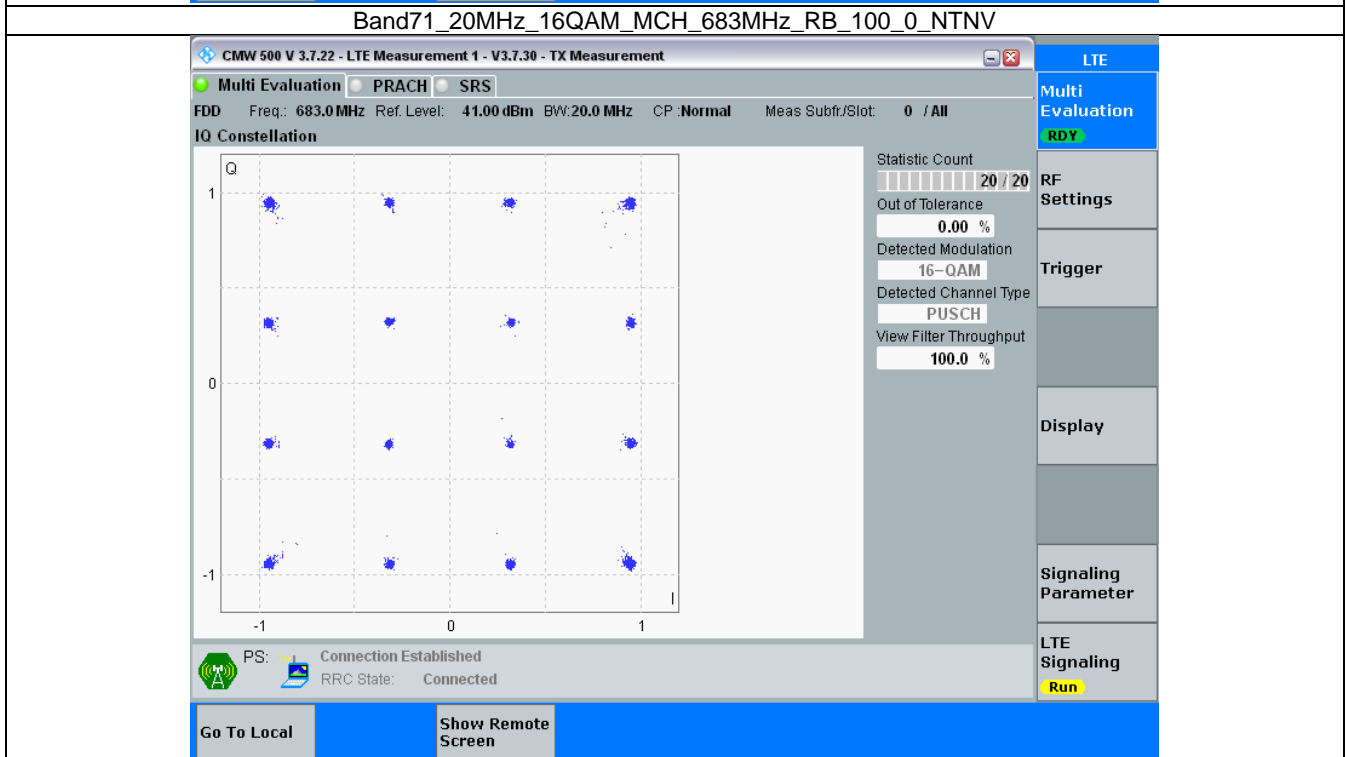 Band71_20MHz_16QAM_MCH_683MHz_RB_100_0_NTNV
CMW 500 V 3.7.22 - LTE Measurement 1 - V3.7.30 - TX Measurement
LTE
Multi Evaluation PRACH SRS
FDD Freq.: 683.0 MHz Ref. Level: 41.00 dBm BW:20.0 MHz CP :Normal Meas Subfr./Slot: 0 / All
IQ Constellation
Multi
Evaluation
RDY
Q
1
0
-1
I
-1 0 1
Statistic Count
20 / 20
Out of Tolerance
0.00 %
Detected Modulation
16-QAM
Detected Channel Type
PUSCH
View Filter Throughput
100.0 %
RF
Settings
Trigger
Display
Signaling
Parameter
LTE
Signaling
Run
PS: Connection Established
RRC State: Connected
Go To Local
Show Remote
Screen